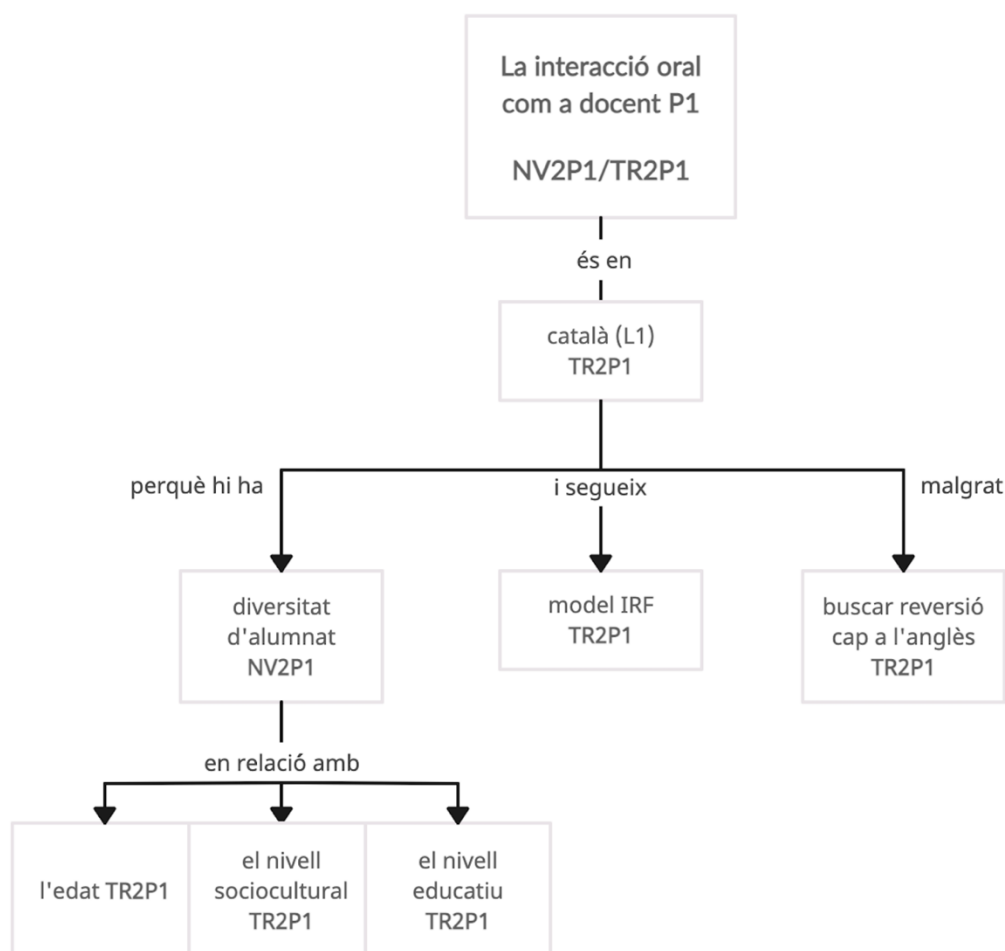 La interacció oral
com a docent P1
NV2P1/TR2P1
és en
català (L1)
TR2P1
perquè hi ha
i segueix
malgrat
diversitat
d'alumnat
NV2P1
model IRF
TR2P1
buscar reversió
cap a l'anglès
TR2P1
en relació amb
l'edat TR2P1
el nivell
sociocultural
TR2P1
el nivell
educatiu
TR2P1